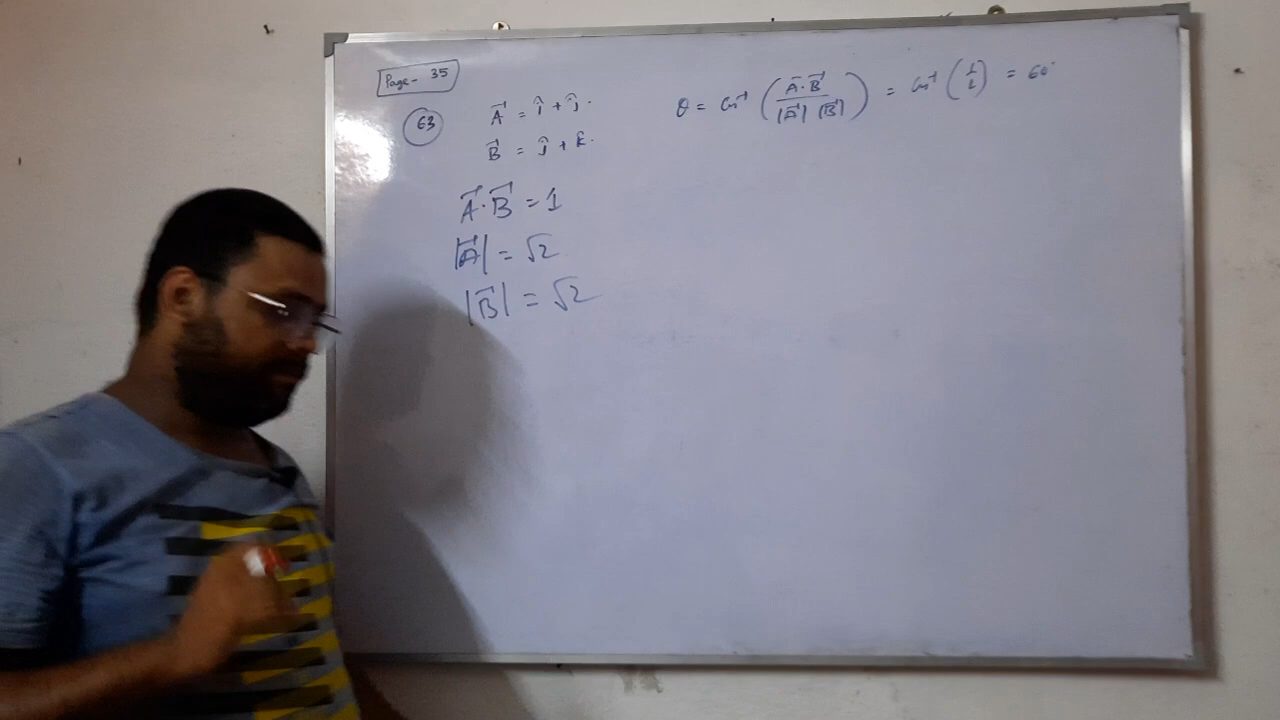 Page - 35
63
A⃗ = î + ĵ.
B⃗ = ĵ + k̂.
A⃗·B⃗ = 1
|A⃗| = √2
|B⃗| = √2
θ = cos⁻¹ (A⃗·B⃗ / |A⃗| |B⃗|) = cos⁻¹ (1/2) = 60°